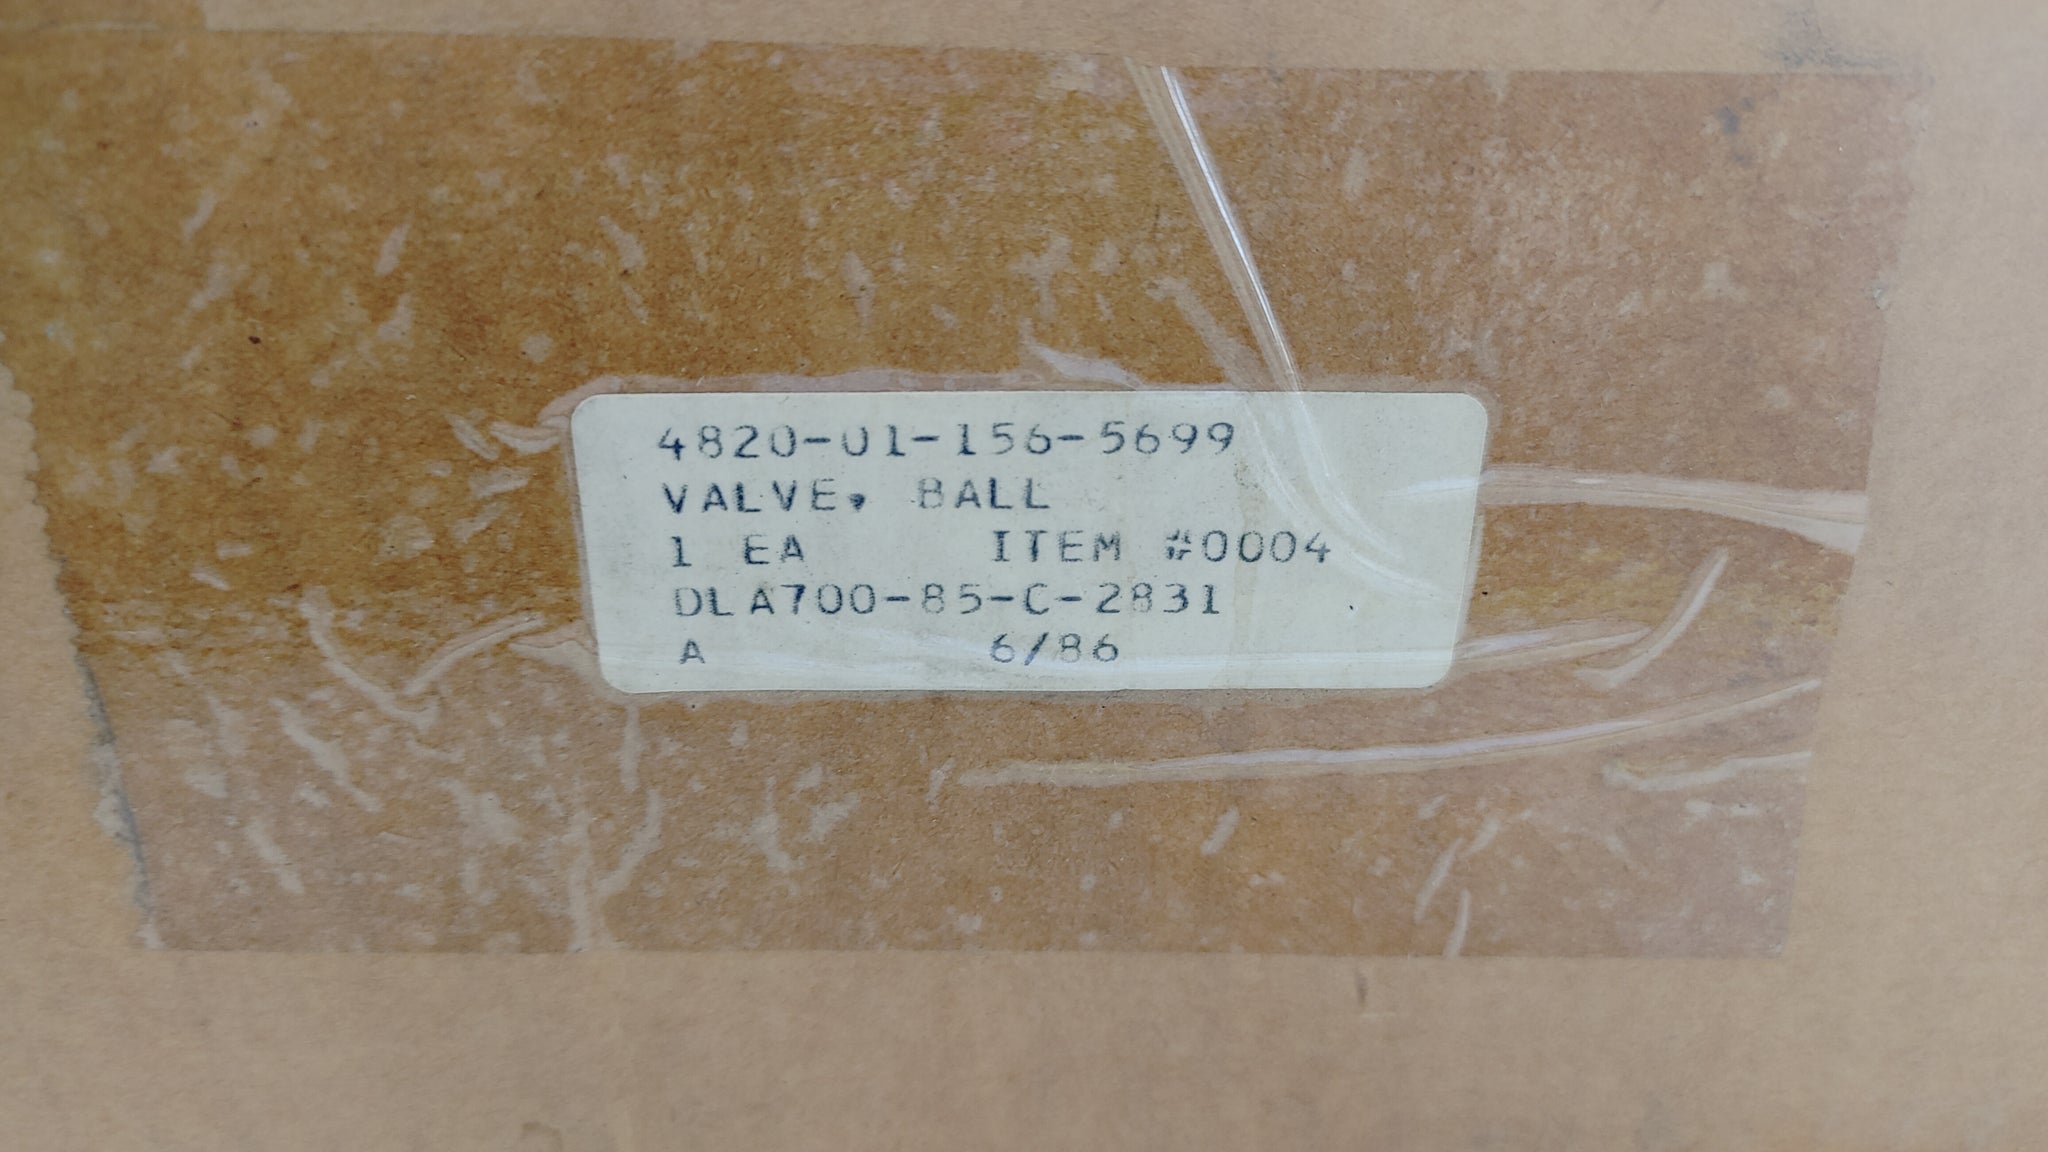 4820-01-156-5699
VALVE, BALL
1 EA ITEM #0004
DLA700-85-C-2831
A 6/86